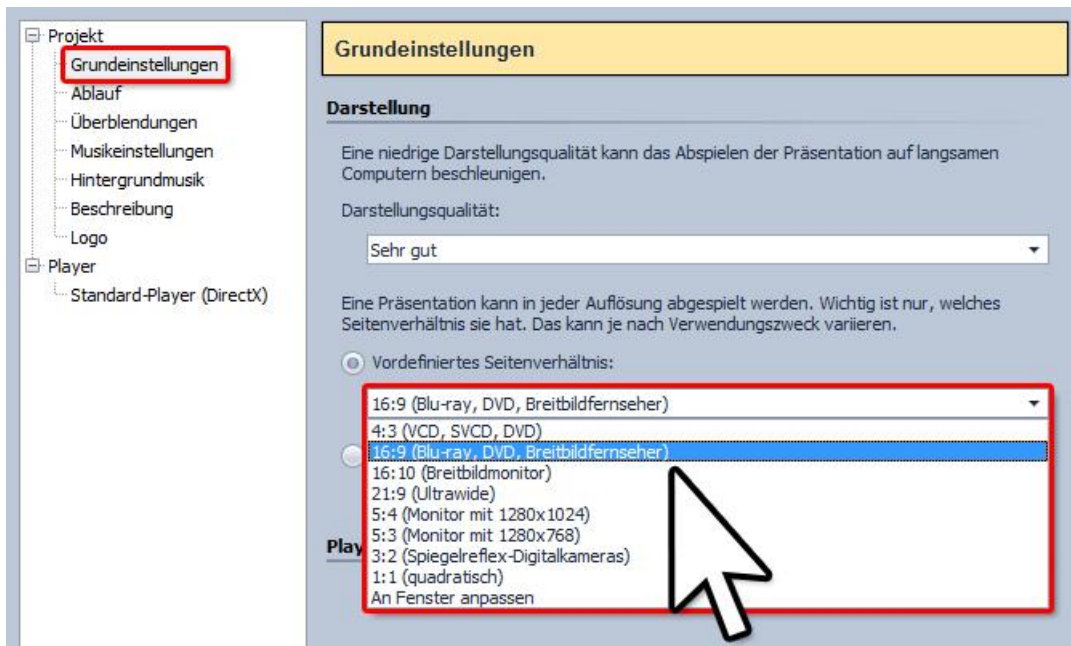 Projekt
Grundeinstellungen
Ablauf
Überblendungen
Musikeinstellungen
Hintergrundmusik
Beschreibung
Logo
Player
Standard-Player (DirectX)
Grundeinstellungen
Darstellung
Eine niedrige Darstellungsqualität kann das Abspielen der Präsentation auf langsamen
Computern beschleunigen.
Darstellungsqualität:
Sehr gut
Eine Präsentation kann in jeder Auflösung abgespielt werden. Wichtig ist nur, welches
Seitenverhältnis sie hat. Das kann je nach Verwendungszweck variieren.
Vordefiniertes Seitenverhältnis:
16:9 (Blu-ray, DVD, Breitbildfernseher)
4:3 (VCD, SVCD, DVD)
16:9 (Blu-ray, DVD, Breitbildfernseher)
16:10 (Breitbildmonitor)
21:9 (Ultrawide)
5:4 (Monitor mit 1280x1024)
5:3 (Monitor mit 1280x768)
3:2 (Spiegelreflex-Digitalkameras)
1:1 (quadratisch)
An Fenster anpassen
Play